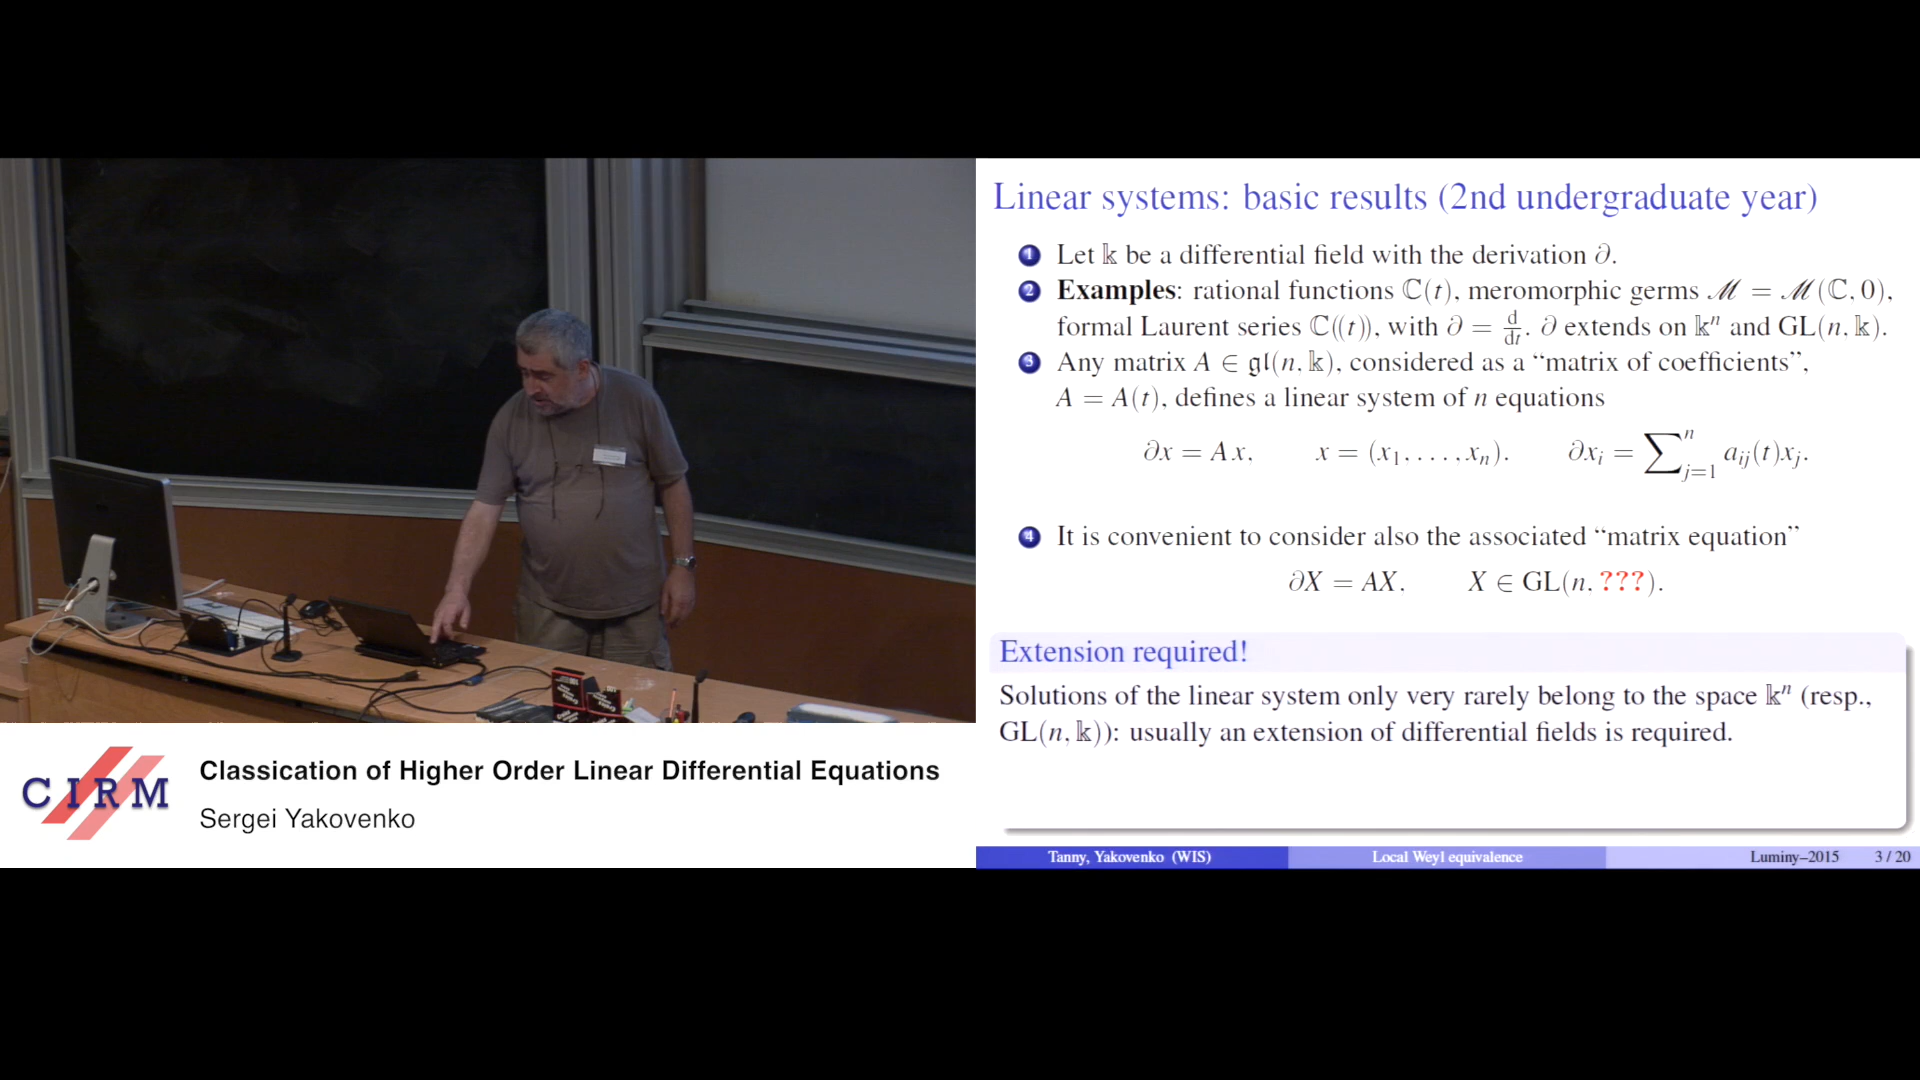 Linear systems: basic results (2nd undergraduate year)
1 Let 𝕜 be a differential field with the derivation ∂.
2 Examples: rational functions ℂ(t), meromorphic germs ℳ = ℳ(ℂ, 0),
formal Laurent series ℂ((t)), with ∂ = d/dt. ∂ extends on 𝕜ⁿ and GL(n, 𝕜).
3 Any matrix A ∈ 𝔤𝔩(n, 𝕜), considered as a “matrix of coefficients”,
A = A(t), defines a linear system of n equations
∂x = Ax, x = (x₁, . . . , xₙ). ∂xᵢ = ∑ⁿⱼ₌₁ aᵢⱼ(t)xⱼ.
4 It is convenient to consider also the associated “matrix equation”
∂X = AX. X ∈ GL(n, ???).
Extension required!
Solutions of the linear system only very rarely belong to the space 𝕜ⁿ (resp.,
GL(n, 𝕜)): usually an extension of differential fields is required.
Tanny, Yakovenko (WIS) Local Weyl equivalence Luminy–2015 3 / 20
CIRM
Classication of Higher Order Linear Differential Equations
Sergei Yakovenko